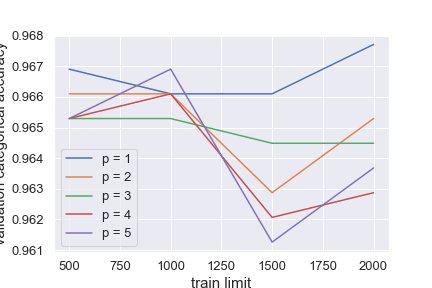 0.968
0.967
0.966
0.965
0.964
0.963
0.962
0.961
validation categorical accuracy
p = 1
p = 2
p = 3
p = 4
p = 5
500 750 1000 1250 1500 1750 2000
train limit